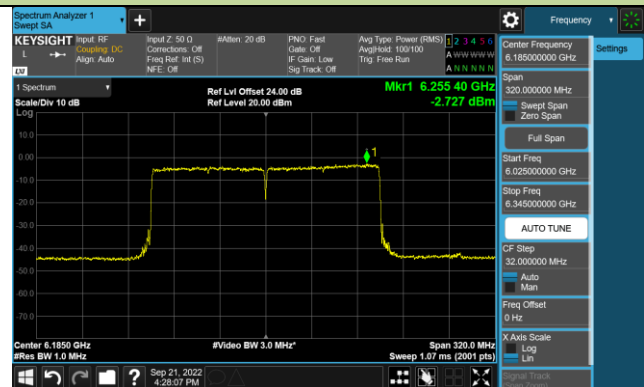 Spectrum Analyzer 1
Swept SA
Frequency
KEYSIGHT
Input: RF
Coupling: DC
Align: Auto
Input Z: 50 Ω
Corrections: Off
Freq Ref: Int (S)
NFE: Off
#Atten: 20 dB
PNO: Fast
Gate: Off
IF Gain: Low
Sig Track: Off
Avg Type: Power (RMS)
Avg|Hold: 100/100
Trig: Free Run
1 2 3 4 5 6
A W W W W W
A N N N N N
L
LXI
1 Spectrum
Scale/Div 10 dB
Log
Ref Lvl Offset 24.00 dB
Ref Level 20.00 dBm
Mkr1 6.255 40 GHz
-2.727 dBm
10.0
0.00
-10.0
-20.0
-30.0
-40.0
-50.0
-60.0
-70.0
1
Center 6.1850 GHz
#Res BW 1.0 MHz
#Video BW 3.0 MHz*
Span 320.0 MHz
Sweep 1.07 ms (2001 pts)
Sep 21, 2022
4:28:07 PM
Center Frequency
6.185000000 GHz
Settings
Span
320.000000 MHz
Swept Span
Zero Span
Full Span
Start Freq
6.025000000 GHz
Stop Freq
6.345000000 GHz
AUTO TUNE
CF Step
32.000000 MHz
Auto
Man
Freq Offset
0 Hz
X Axis Scale
Log
Lin
Signal Track
(Span Zoom)